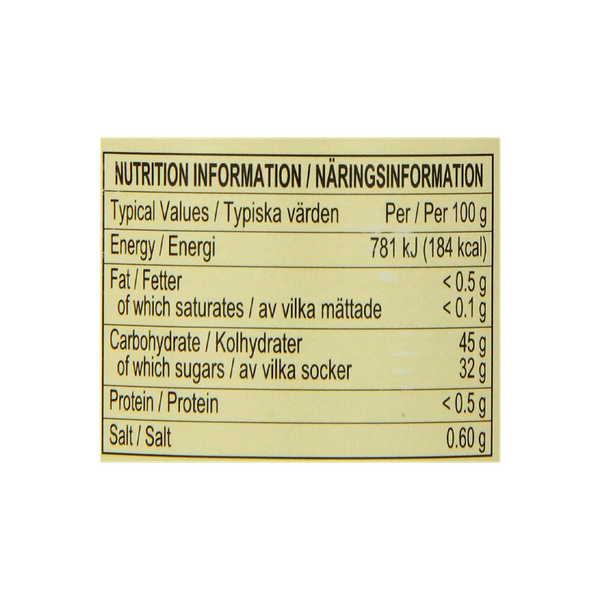 NUTRITION INFORMATION / NÄRINGSINFORMATION
Typical Values / Typiska värden Per / Per 100 g
Energy / Energi 781 kJ (184 kcal)
Fat / Fetter < 0.5 g
of which saturates / av vilka mättade < 0.1 g
Carbohydrate / Kolhydrater 45 g
of which sugars / av vilka socker 32 g
Protein / Protein < 0.5 g
Salt / Salt 0.60 g